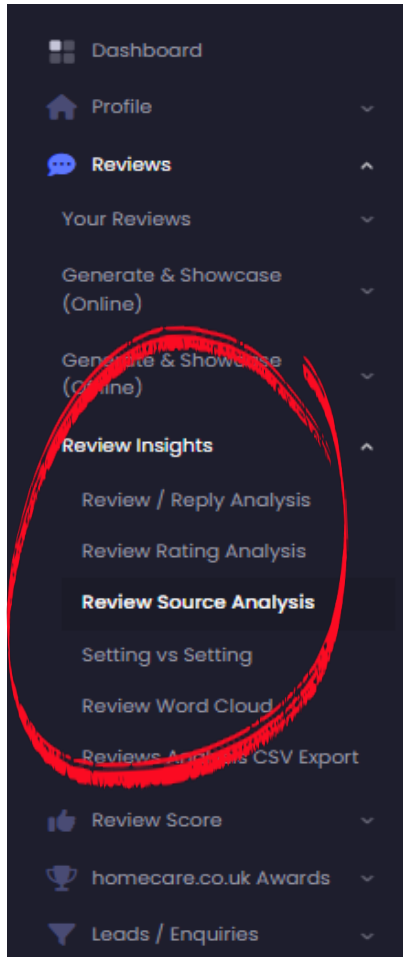 Dashboard
Profile
Reviews
Your Reviews
Generate & Showcase
(Online)
Generate & Showcase
(Offline)
Review Insights
Review / Reply Analysis
Review Rating Analysis
Review Source Analysis
Setting vs Setting
Review Word Cloud
Reviews Analysis CSV Export
Review Score
homecare.co.uk Awards
Leads / Enquiries